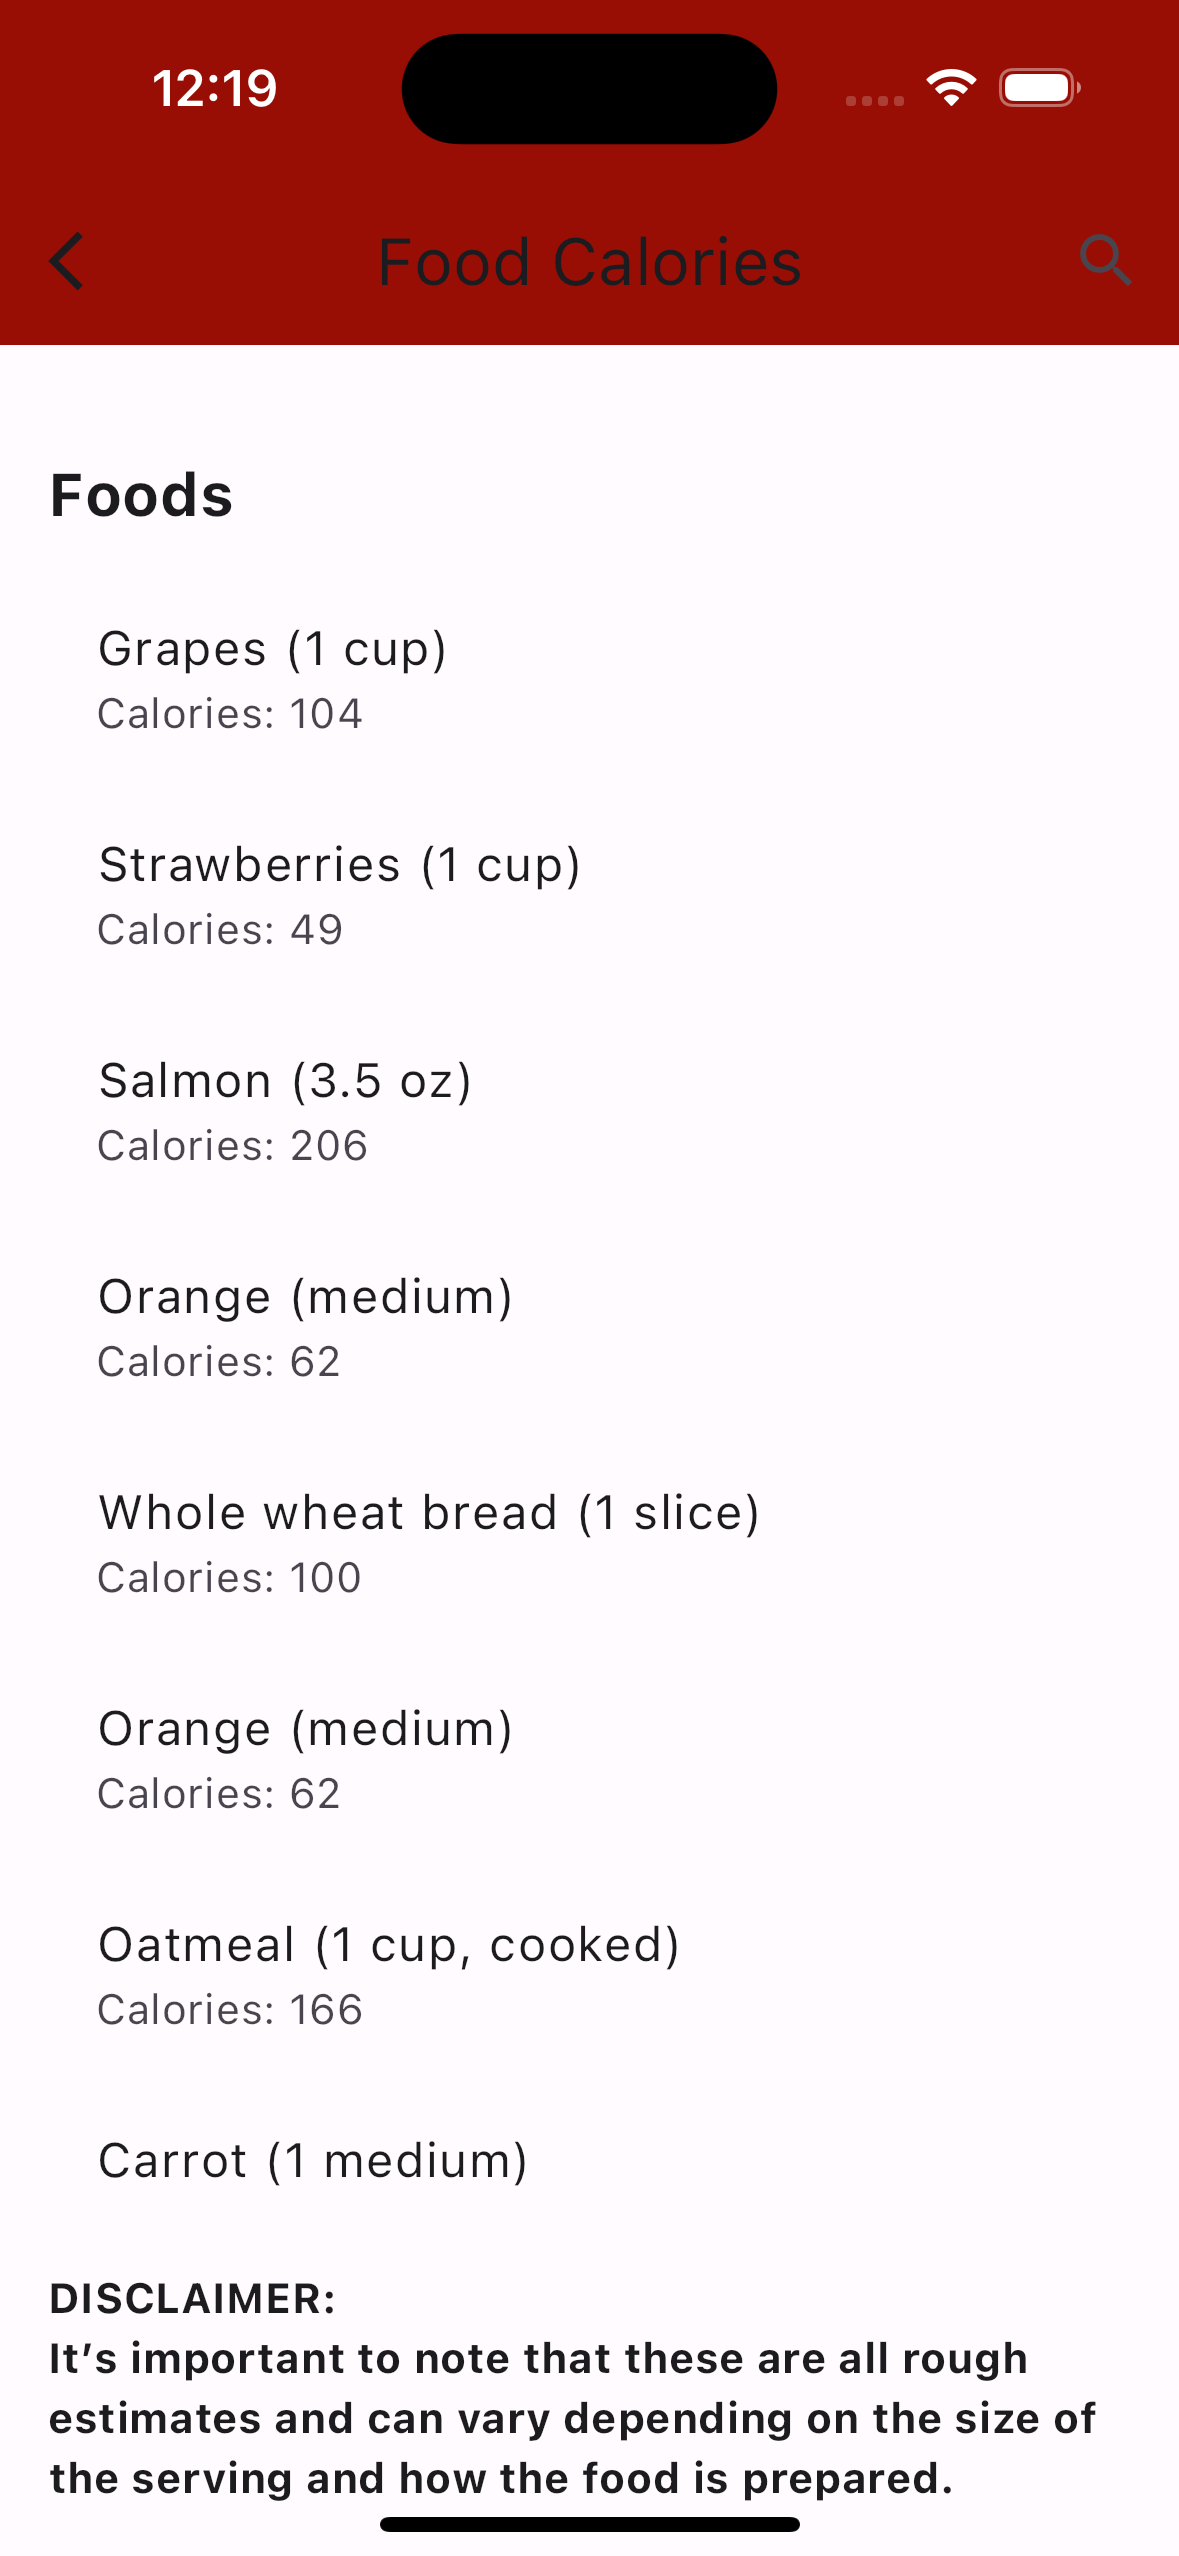 12:19
Food Calories
Foods
Grapes (1 cup)
Calories: 104
Strawberries (1 cup)
Calories: 49
Salmon (3.5 oz)
Calories: 206
Orange (medium)
Calories: 62
Whole wheat bread (1 slice)
Calories: 100
Orange (medium)
Calories: 62
Oatmeal (1 cup, cooked)
Calories: 166
Carrot (1 medium)
DISCLAIMER:
It’s important to note that these are all rough
estimates and can vary depending on the size of
the serving and how the food is prepared.